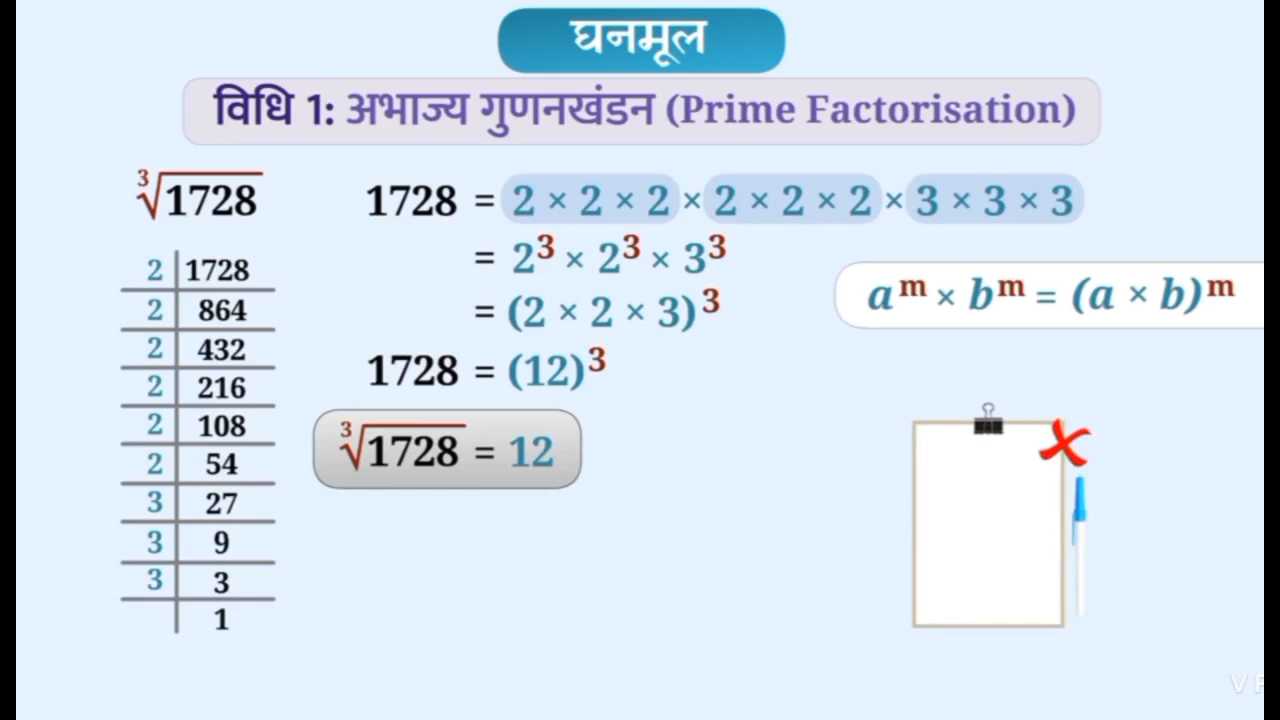 घनमूल
विधि 1: अभाज्य गुणनखंडन (Prime Factorisation)
∛1728
1728 = 2 × 2 × 2 × 2 × 2 × 2 × 3 × 3 × 3
= 2³ × 2³ × 3³
= (2 × 2 × 3)³
1728 = (12)³
∛1728 = 12
aᵐ × bᵐ = (a × b)ᵐ
2 | 1728
2 | 864
2 | 432
2 | 216
2 | 108
2 | 54
3 | 27
3 | 9
3 | 3
1